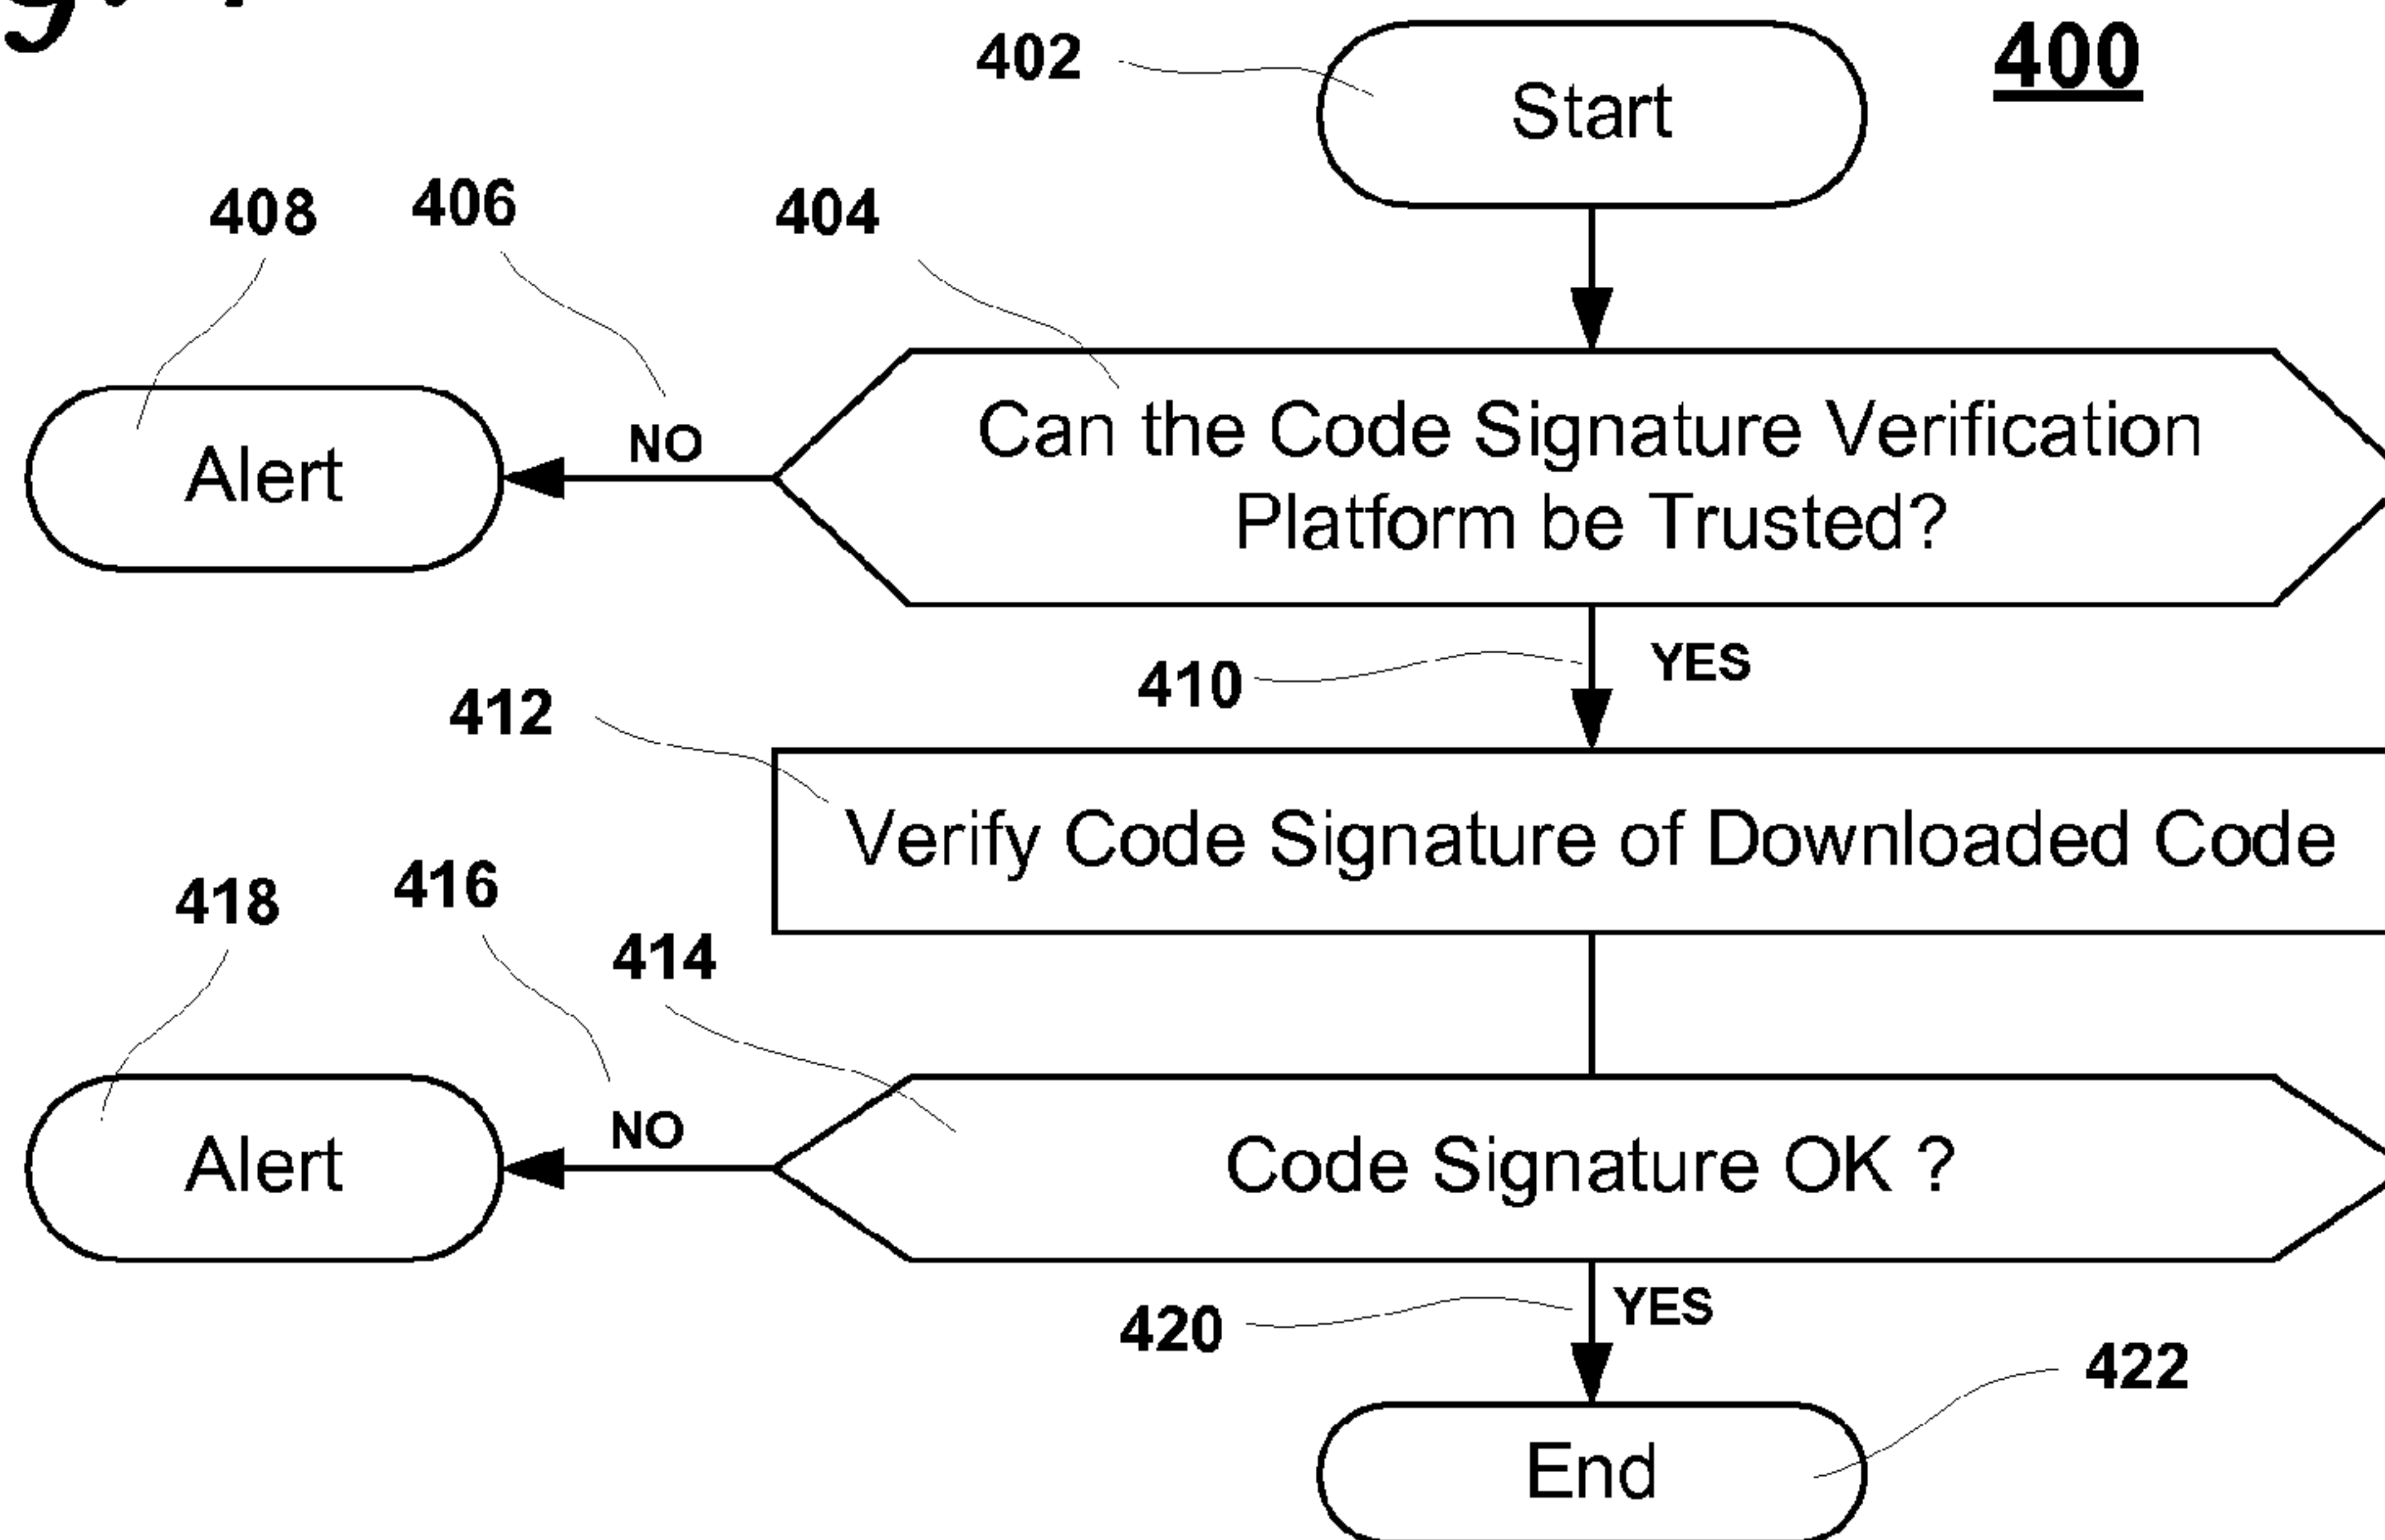 402
Start
400
408
406
404
Can the Code Signature Verification
Platform be Trusted?
NO
Alert
410
YES
412
Verify Code Signature of Downloaded Code
418
416
414
NO
Alert
Code Signature OK ?
420
YES
422
End